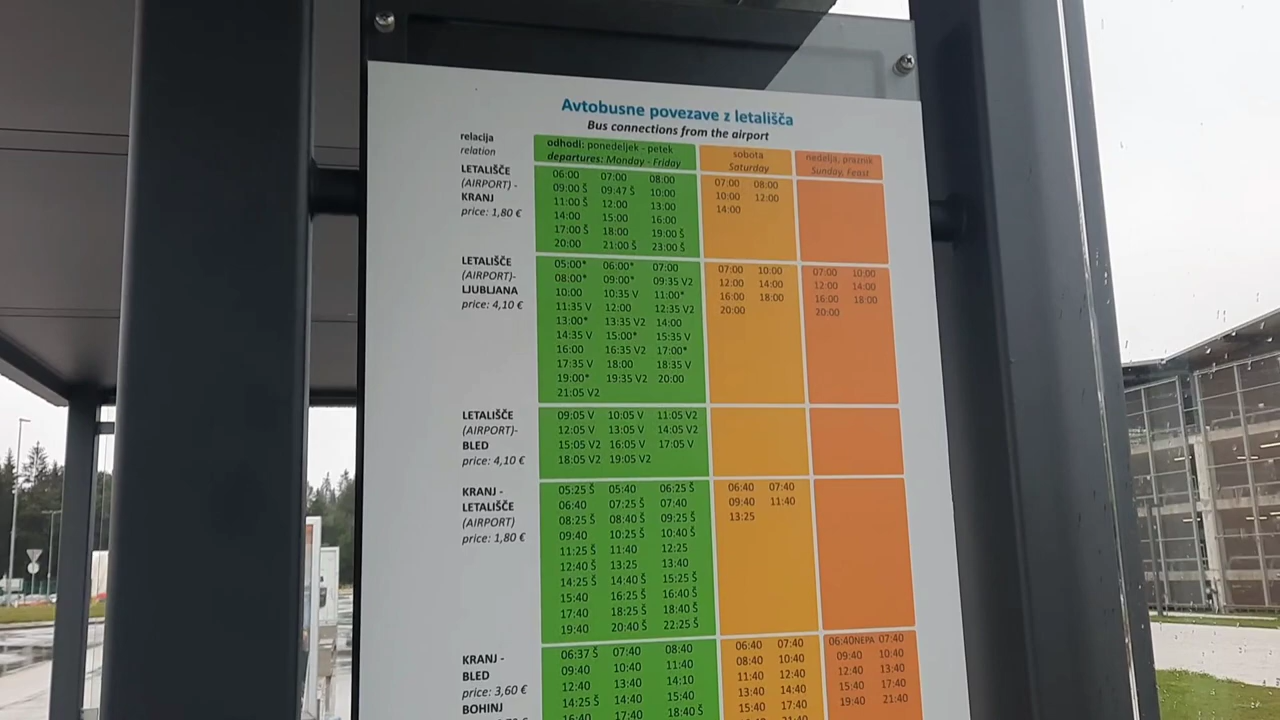 Avtobusne povezave z letališča
Bus connections from the airport
relacija
relation
odhodi: ponedeljek - petek
departures: Monday - Friday
sobota
Saturday
nedelja, praznik
Sunday, Feast
LETALIŠČE
(AIRPORT) -
KRANJ
price: 1,80 €
06:00 07:00 08:00
09:00 Š 09:47 Š 10:00
11:00 Š 12:00 13:00
14:00 15:00 16:00
17:00 Š 18:00 19:00 Š
20:00 21:00 Š 23:00 Š
07:00 08:00
10:00 12:00
14:00
LETALIŠČE
(AIRPORT)-
LJUBLJANA
price: 4,10 €
05:00* 06:00* 07:00
08:00* 09:00* 09:35 V2
10:00 10:35 V 11:00*
11:35 V 12:00 12:35 V2
13:00* 13:35 V2 14:00
14:35 V 15:00* 15:35 V
16:00 16:35 V2 17:00*
17:35 V 18:00 18:35 V
19:00* 19:35 V2 20:00
21:05 V2
07:00 10:00
12:00 14:00
16:00 18:00
20:00
07:00 10:00
12:00 14:00
16:00 18:00
20:00
LETALIŠČE
(AIRPORT)-
BLED
price: 4,10 €
09:05 V 10:05 V 11:05 V2
12:05 V 13:05 V 14:05 V2
15:05 V2 16:05 V 17:05 V
18:05 V2 19:05 V2
KRANJ -
LETALIŠČE
(AIRPORT)
price: 1,80 €
05:25 Š 05:40 06:25 Š
06:40 07:25 Š 07:40
08:25 Š 08:40 Š 09:25 Š
09:40 10:25 Š 10:40 Š
11:25 Š 11:40 12:25
12:40 Š 13:25 13:40
14:25 Š 14:40 Š 15:25 Š
15:40 16:25 Š 16:40 Š
17:40 18:25 Š 18:40 Š
19:40 20:40 Š 22:25 Š
06:40 07:40
09:40 11:40
13:25
KRANJ -
BLED
price: 3,60 €
BOHINJ
06:37 Š 07:40 08:40
09:40 10:40 11:40
12:40 13:40 14:10
14:25 Š 14:40 15:40
16:40 17:40 18:40 Š
06:40 07:40
08:40 10:40
11:40 12:40
13:40 14:40
15:40 17:40
06:40NEPA 07:40
09:40 10:40
12:40 13:40
15:40 17:40
19:40 21:40